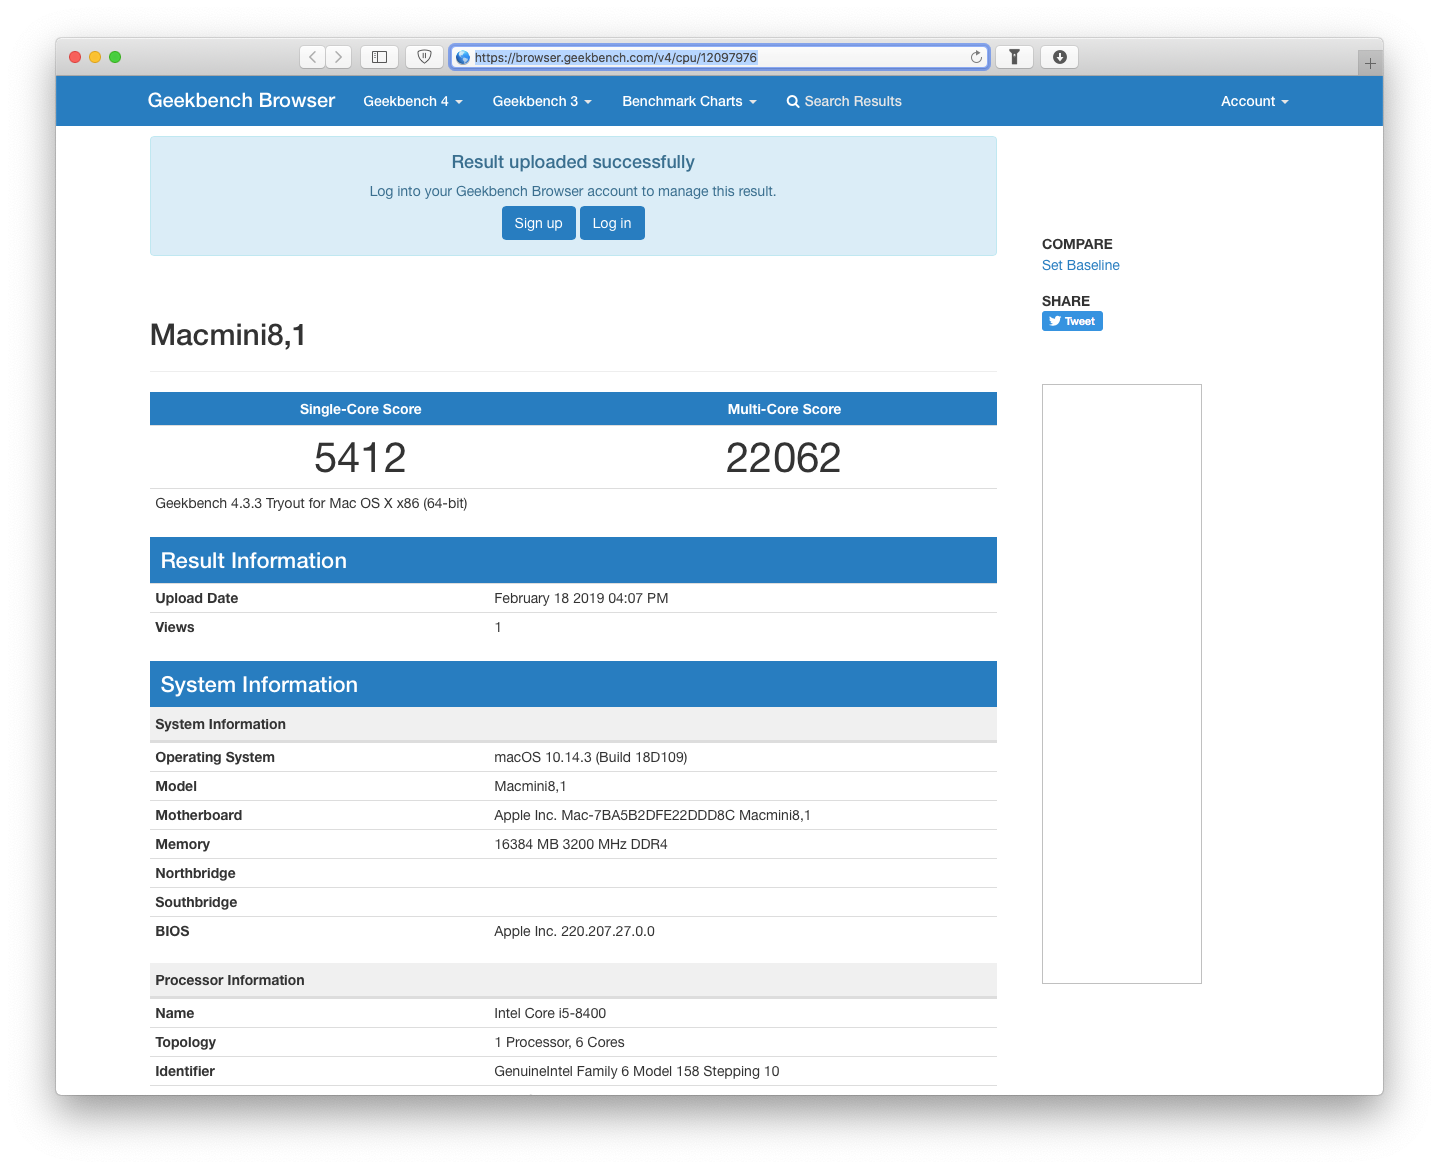 https://browser.geekbench.com/v4/cpu/12097976
Geekbench Browser Geekbench 4 Geekbench 3 Benchmark Charts Search Results Account
Result uploaded successfully
Log into your Geekbench Browser account to manage this result.
Sign up Log in
COMPARE
Set Baseline
SHARE
Tweet
Macmini8,1
Single-Core Score Multi-Core Score
5412 22062
Geekbench 4.3.3 Tryout for Mac OS X x86 (64-bit)
Result Information
Upload Date February 18 2019 04:07 PM
Views 1
System Information
System Information
Operating System macOS 10.14.3 (Build 18D109)
Model Macmini8,1
Motherboard Apple Inc. Mac-7BA5B2DFE22DDD8C Macmini8,1
Memory 16384 MB 3200 MHz DDR4
Northbridge
Southbridge
BIOS Apple Inc. 220.207.27.0.0
Processor Information
Name Intel Core i5-8400
Topology 1 Processor, 6 Cores
Identifier GenuineIntel Family 6 Model 158 Stepping 10